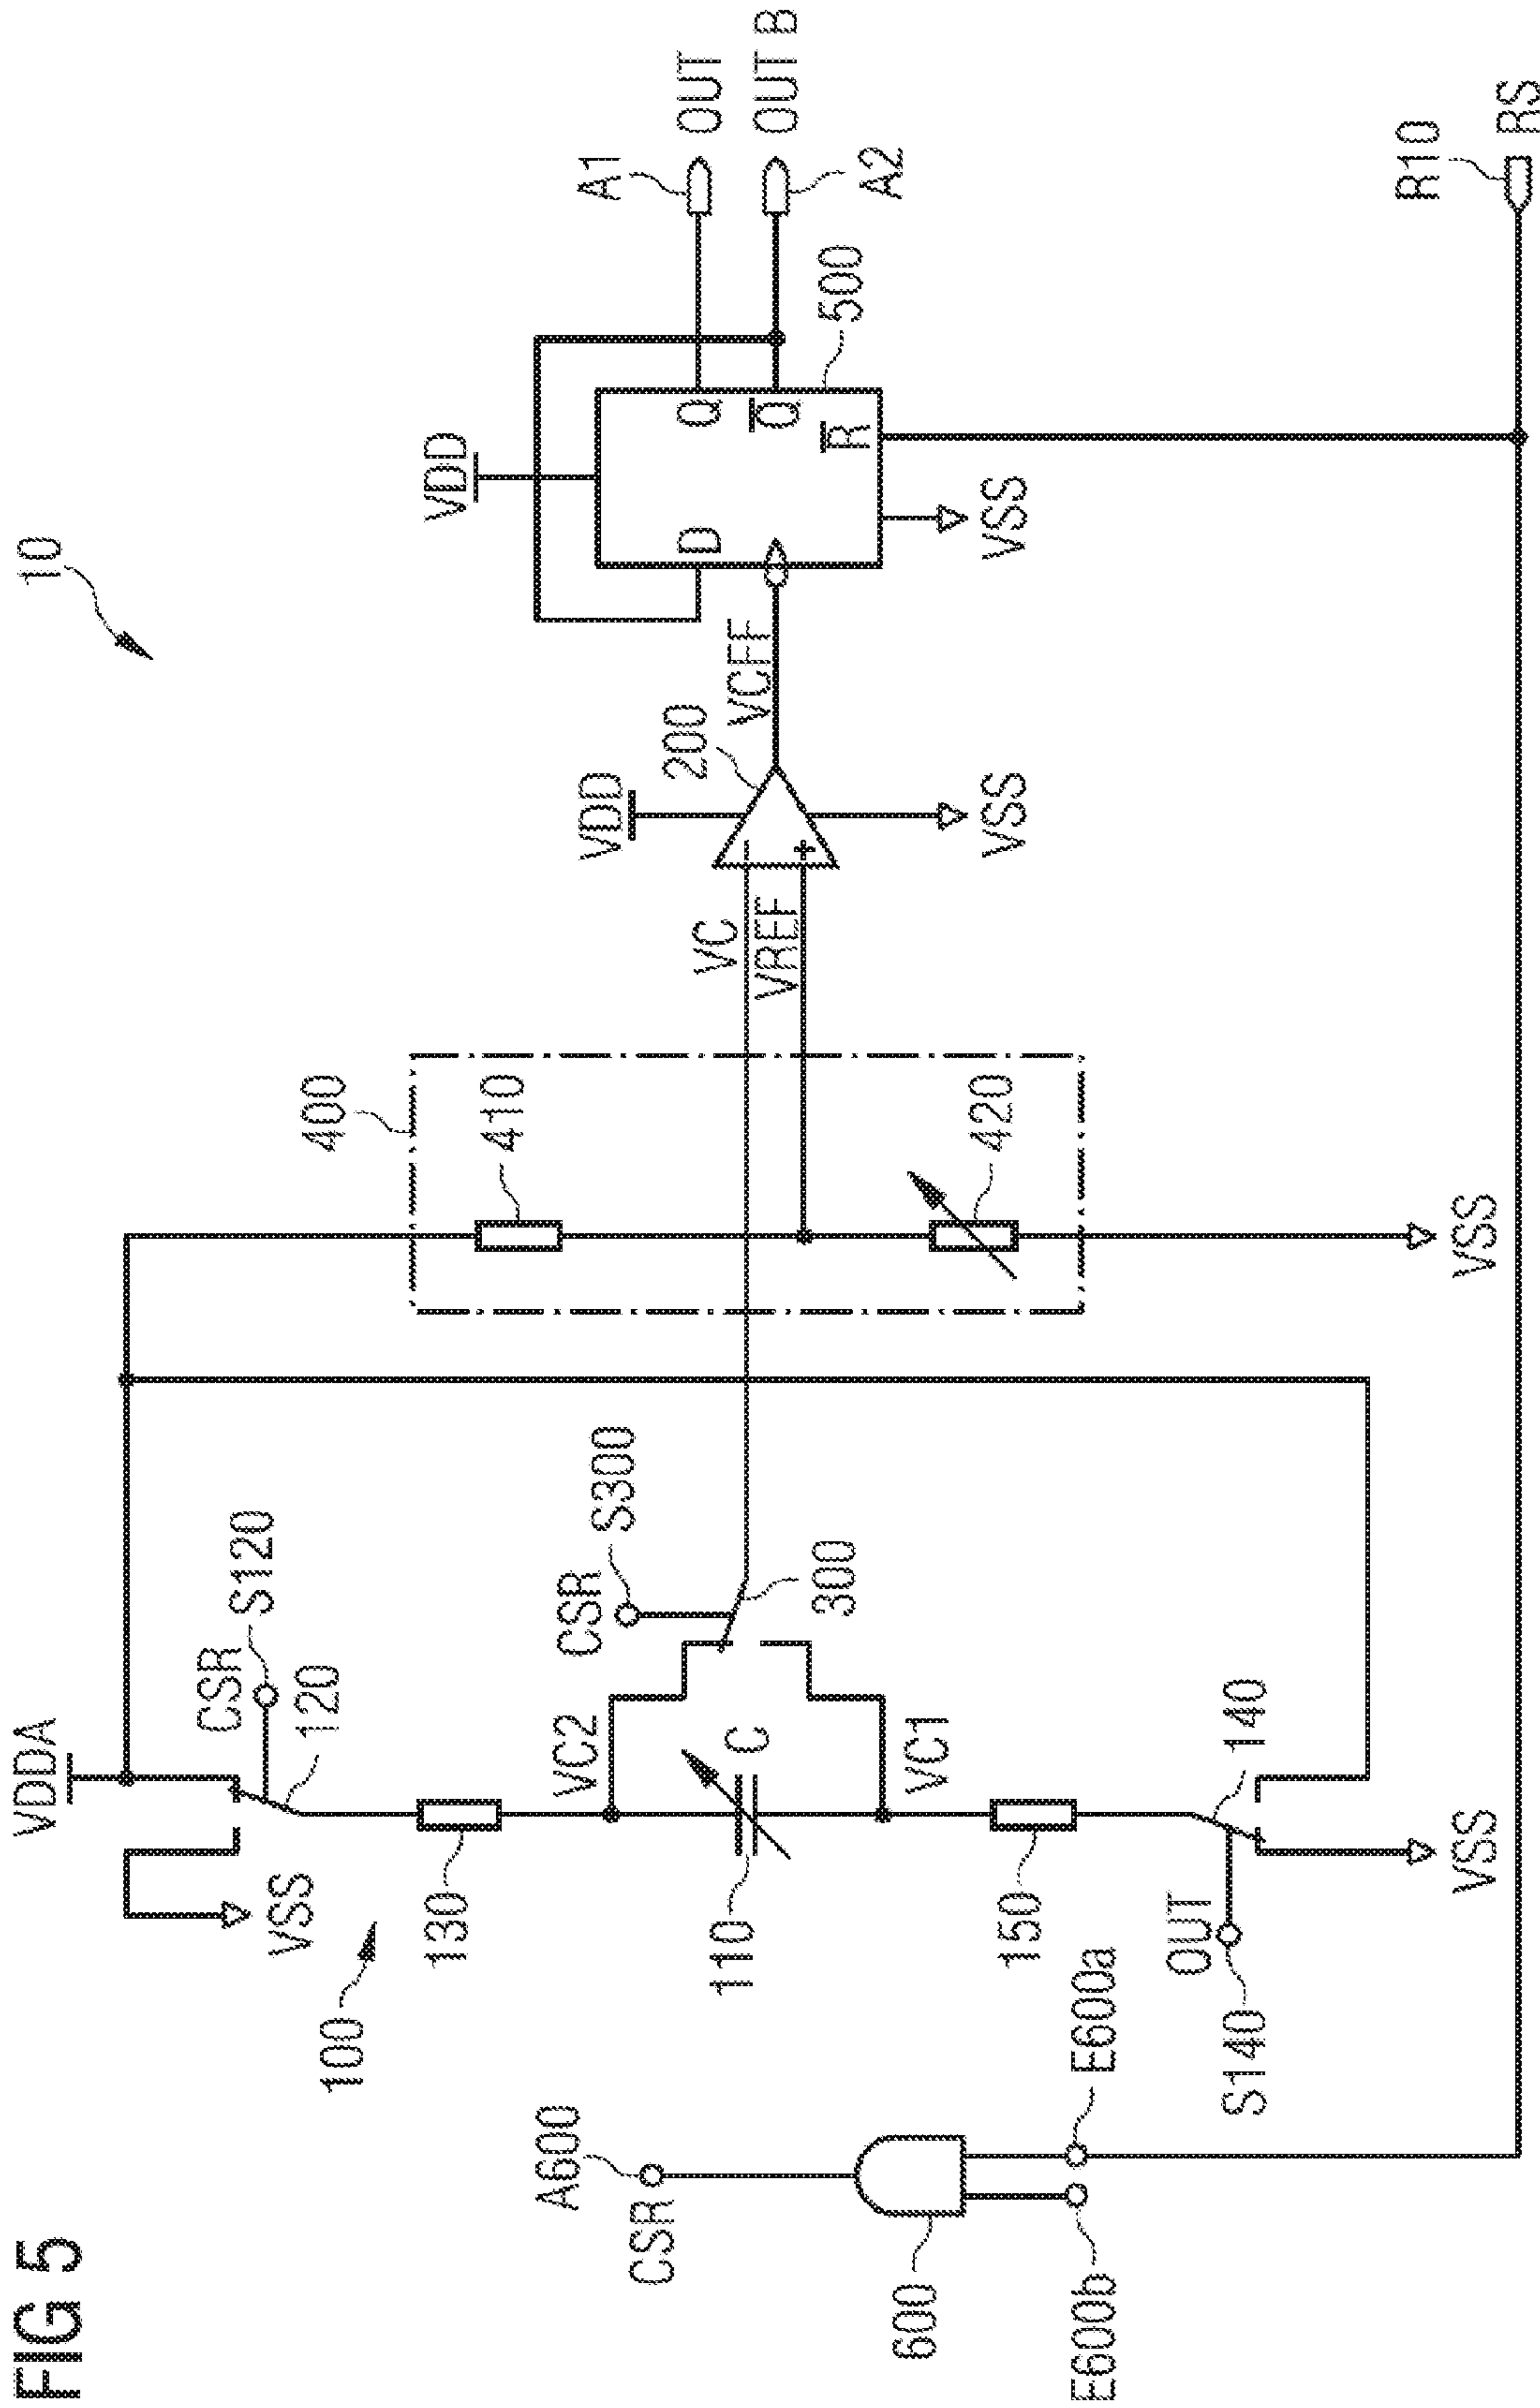 FIG 5
10
VDDA
CSR
S120
120
VSS
100
130
VC2
110
C
CSR
S300
300
VC1
150
OUT
S140
140
VSS
400
410
420
VSS
VC
VREF
VDD
200
VSS
VCFF
VDD
D
Q
Q
R
500
VSS
A1
OUT
OUT B
A2
R10
RS
A600
CSR
600
E600b
E600a